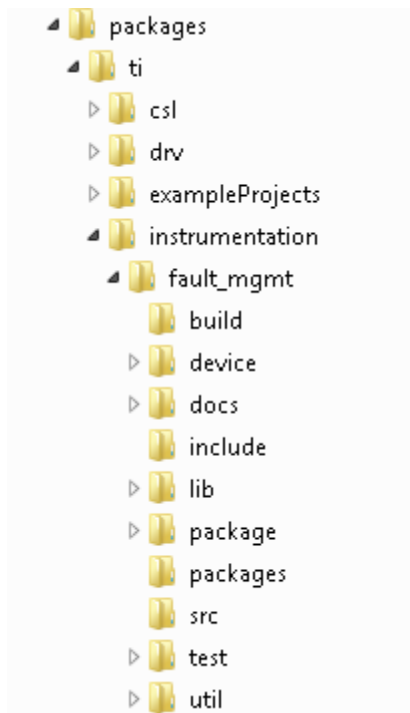 packages
ti
csl
drv
exampleProjects
instrumentation
fault_mgmt
build
device
docs
include
lib
package
packages
src
test
util